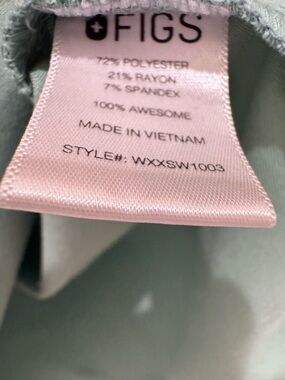 FIGS
72% POLYESTER
21% RAYON
7% SPANDEX
100% AWESOME
MADE IN VIETNAM
STYLE#: WXXSW1003